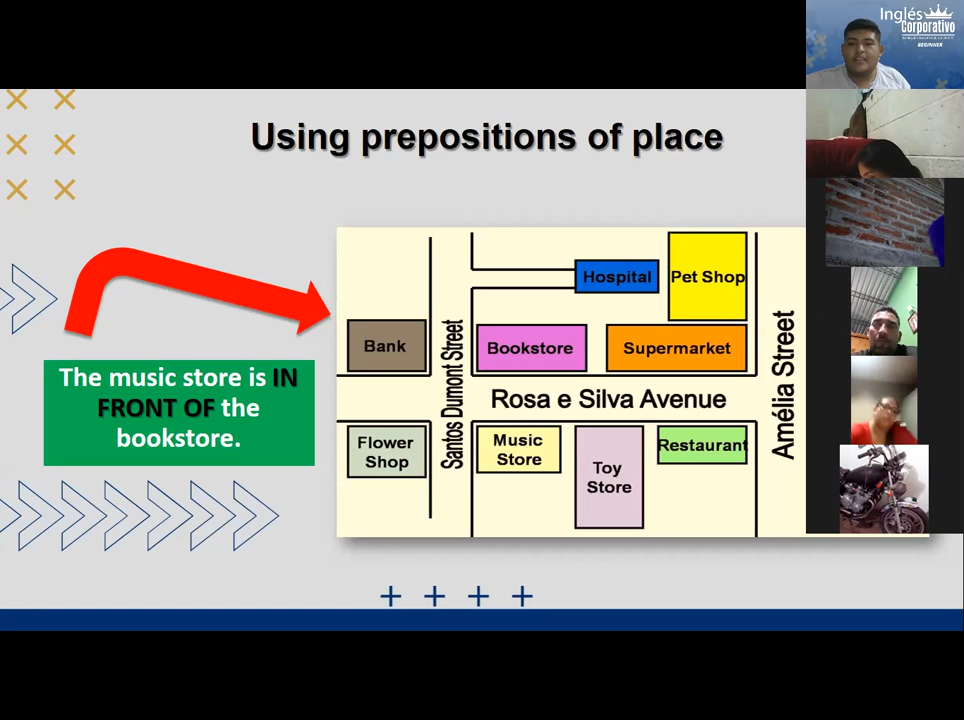 Inglés
Corporativo
BEGINNER
Using prepositions of place
The music store is IN
FRONT OF the
bookstore.
Hospital
Pet Shop
Bank
Bookstore
Supermarket
Santos Dumont Street
Rosa e Silva Avenue
Amélia Street
Flower
Shop
Music
Store
Toy
Store
Restaurant